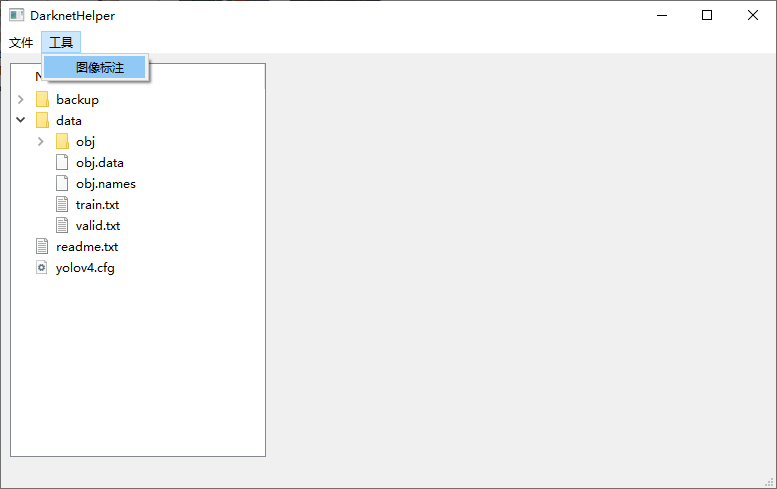 DarknetHelper
文件 工具
图像标注
backup
data
obj
obj.data
obj.names
train.txt
valid.txt
readme.txt
yolov4.cfg